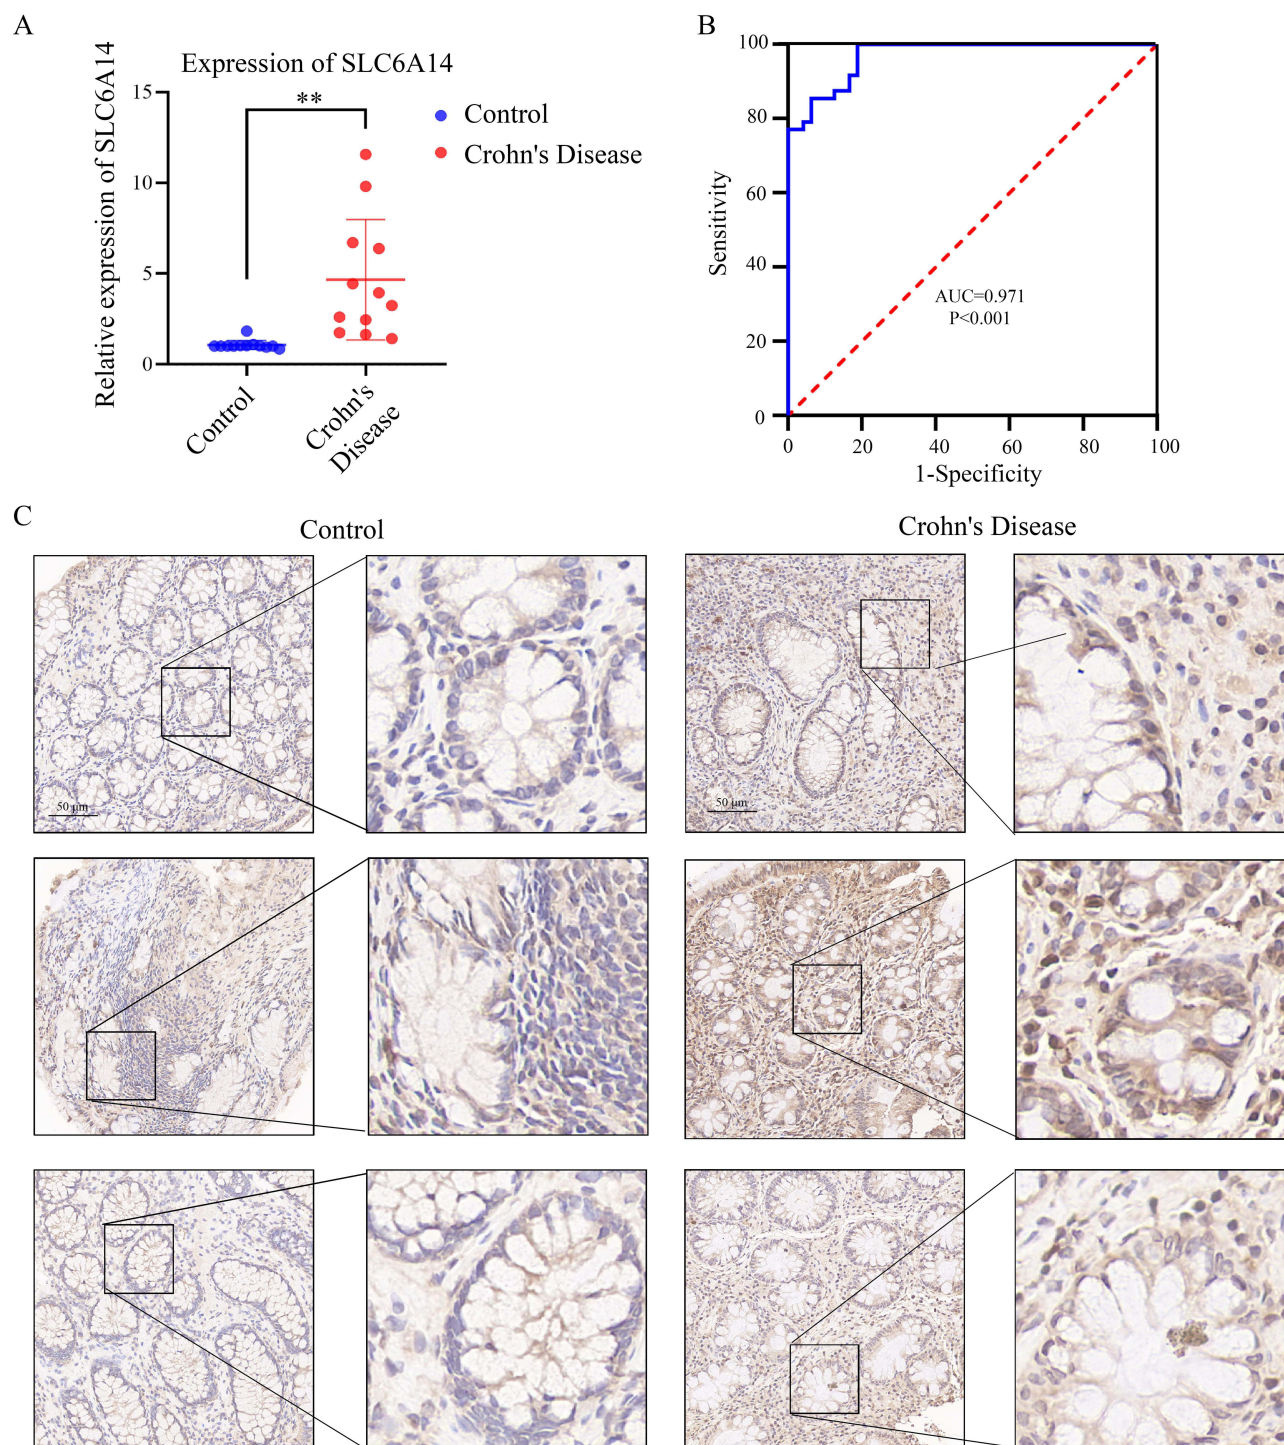 A
Expression of SLC6A14
Relative expression of SLC6A14
15
10
5
0
**
Control
Crohn's Disease
Control
Crohn's
Disease
B
Sensitivity
100
80
60
40
20
0
AUC=0.971
P<0.001
0 20 40 60 80 100
1-Specificity
C
Control
Crohn's Disease
50 μm
50 μm